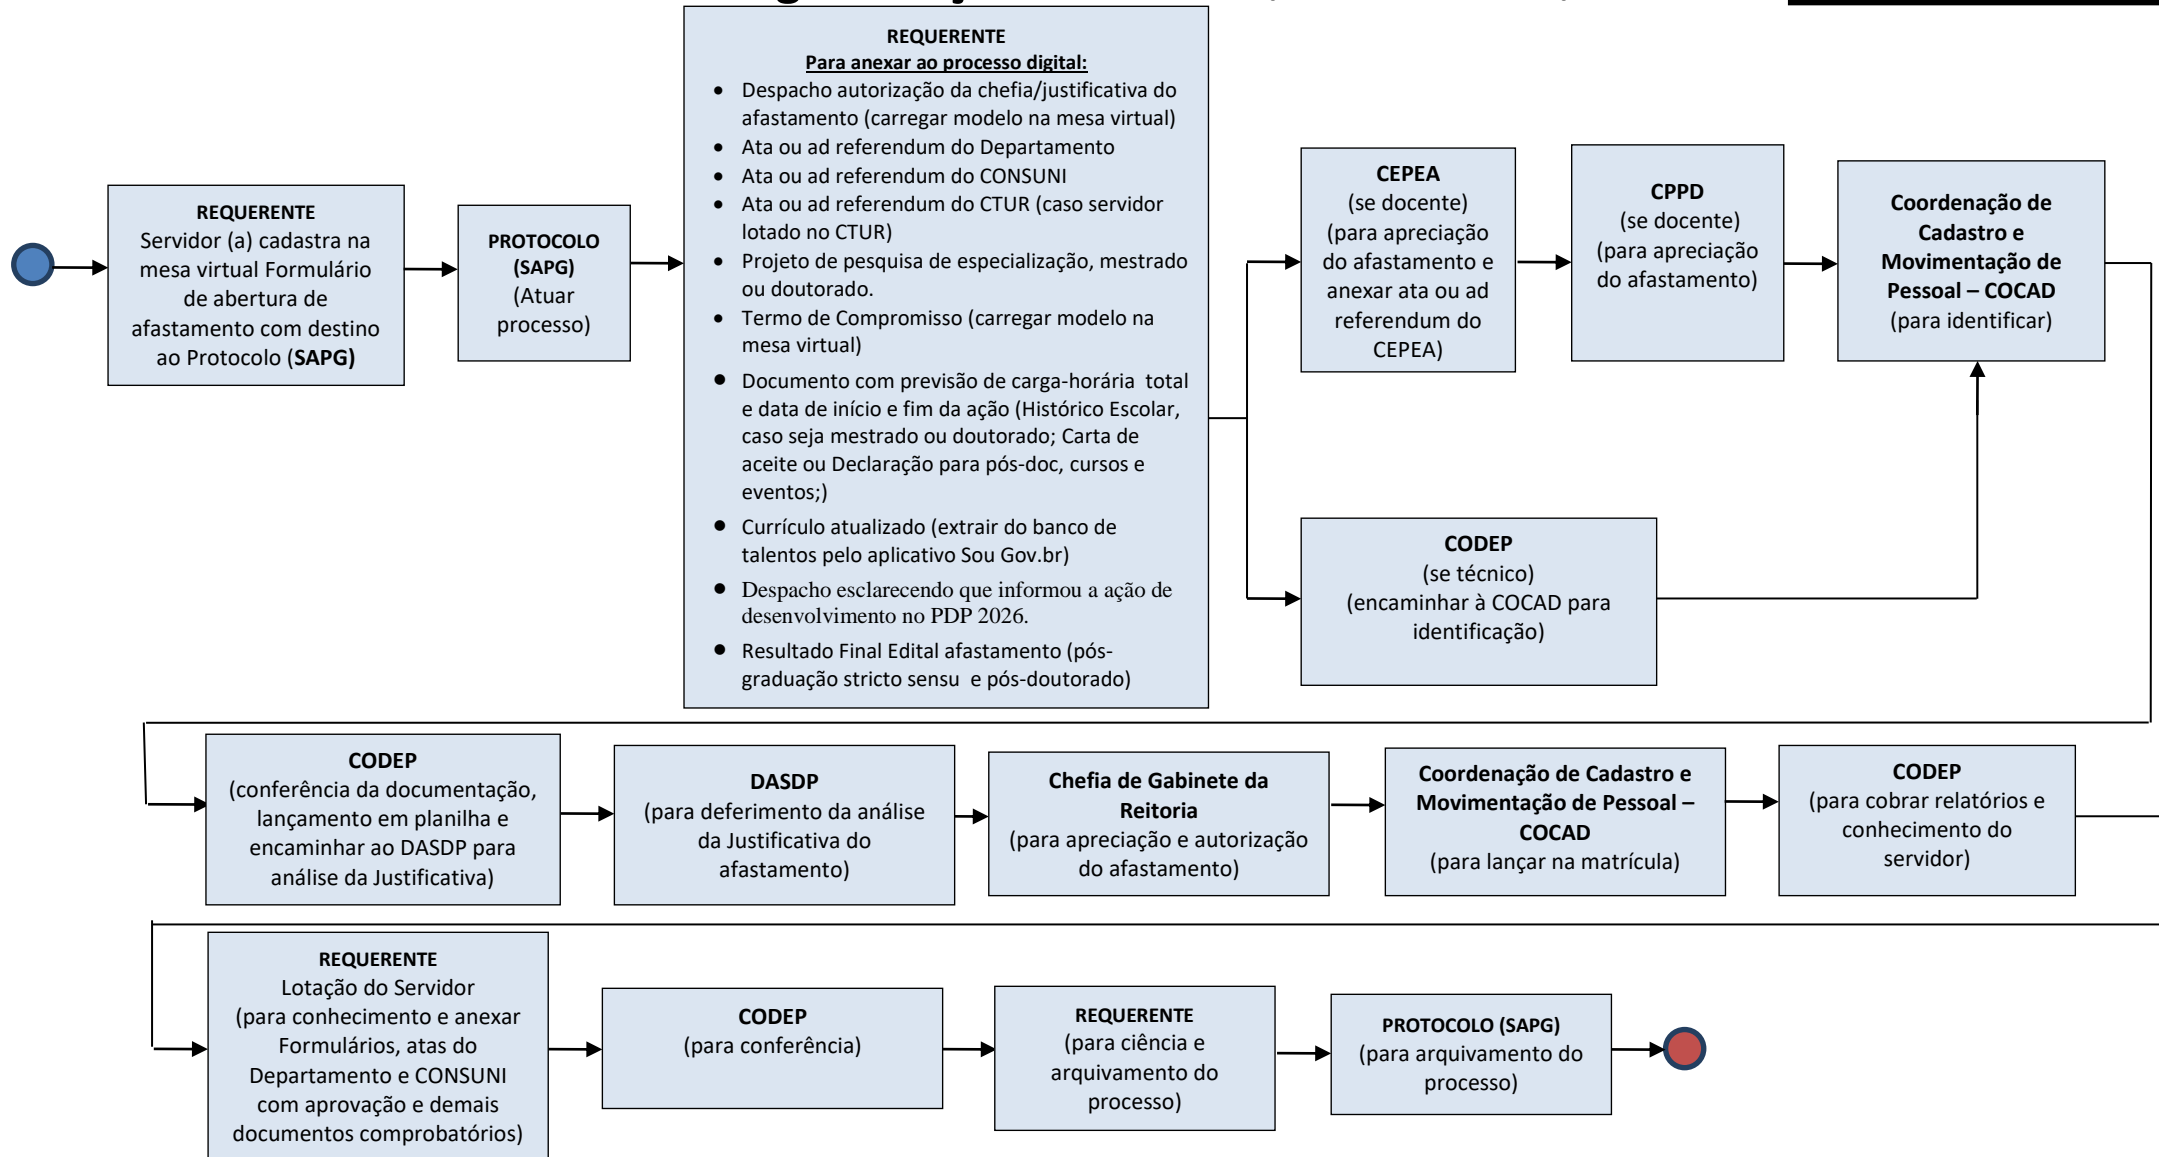 REQUERENTE
Servidor (a) cadastra na
mesa virtual Formulário
de abertura de
afastamento com destino
ao Protocolo (SAPG)
PROTOCOLO
(SAPG)
(Atuar
processo)
REQUERENTE
Para anexar ao processo digital:
• Despacho autorização da chefia/justificativa do
afastamento (carregar modelo na mesa virtual)
• Ata ou ad referendum do Departamento
• Ata ou ad referendum do CONSUNI
• Ata ou ad referendum do CTUR (caso servidor
lotado no CTUR)
• Projeto de pesquisa de especialização, mestrado
ou doutorado.
• Termo de Compromisso (carregar modelo na
mesa virtual)
• Documento com previsão de carga-horária total
e data de início e fim da ação (Histórico Escolar,
caso seja mestrado ou doutorado; Carta de
aceite ou Declaração para pós-doc, cursos e
eventos;)
• Currículo atualizado (extrair do banco de
talentos pelo aplicativo Sou Gov.br)
• Despacho esclarecendo que informou a ação de
desenvolvimento no PDP 2026.
• Resultado Final Edital afastamento (pós-
graduação stricto sensu e pós-doutorado)
CEPEA
(se docente)
(para apreciação
do afastamento e
anexar ata ou ad
referendum do
CEPEA)
CPPD
(se docente)
(para apreciação
do afastamento)
Coordenação de
Cadastro e
Movimentação de
Pessoal – COCAD
(para identificar)
CODEP
(se técnico)
(encaminhar à COCAD para
identificação)
CODEP
(conferência da documentação,
lançamento em planilha e
encaminhar ao DASDP para
análise da Justificativa)
DASDP
(para deferimento da análise
da Justificativa do
afastamento)
Chefia de Gabinete da
Reitoria
(para apreciação e autorização
do afastamento)
Coordenação de Cadastro e
Movimentação de Pessoal –
COCAD
(para lançar na matrícula)
CODEP
(para cobrar relatórios e
conhecimento do
servidor)
REQUERENTE
Lotação do Servidor
(para conhecimento e anexar
Formulários, atas do
Departamento e CONSUNI
com aprovação e demais
documentos comprobatórios)
CODEP
(para conferência)
REQUERENTE
(para ciência e
arquivamento do
processo)
PROTOCOLO (SAPG)
(para arquivamento do
processo)